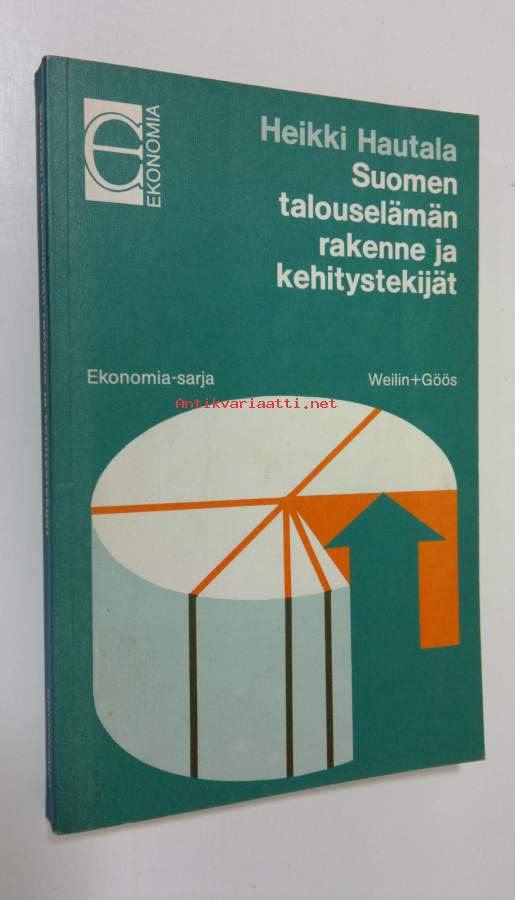 EKONOMIA
Heikki Hautala
Suomen
talouselämän
rakenne ja
kehitystekijät
Ekonomia-sarja
Weilin+Göös
Antikvariaatti.net